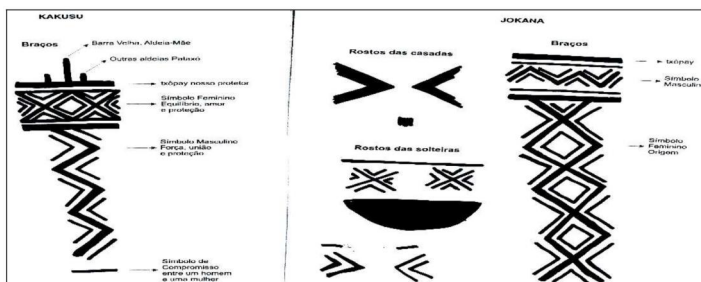 KAKUSU
Braços
Barra Velha, Aldeia-Mãe
Outras aldeias Pataxó
txópay nosso protetor
Símbolo Feminino
Equilíbrio, amor
e proteção
Símbolo Masculino
Força, união
e proteção
Símbolo de
Compromisso
entre um homem
e uma mulher
JOKANA
Rostos das casadas
Rostos das solteiras
Braços
txópay
Símbolo
Masculino
Símbolo
Feminino
Origem